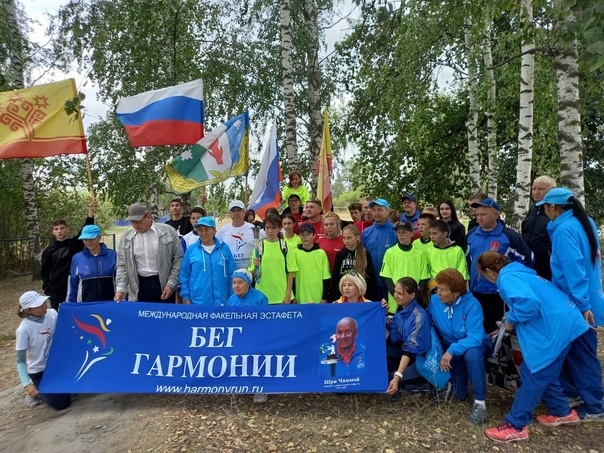 МЕЖДУНАРОДНАЯ ФАКЕЛЬНАЯ ЭСТАФЕТА
БЕГ
ГАРМОНИИ
www.harmonyrun.ru
Шри Чинмой